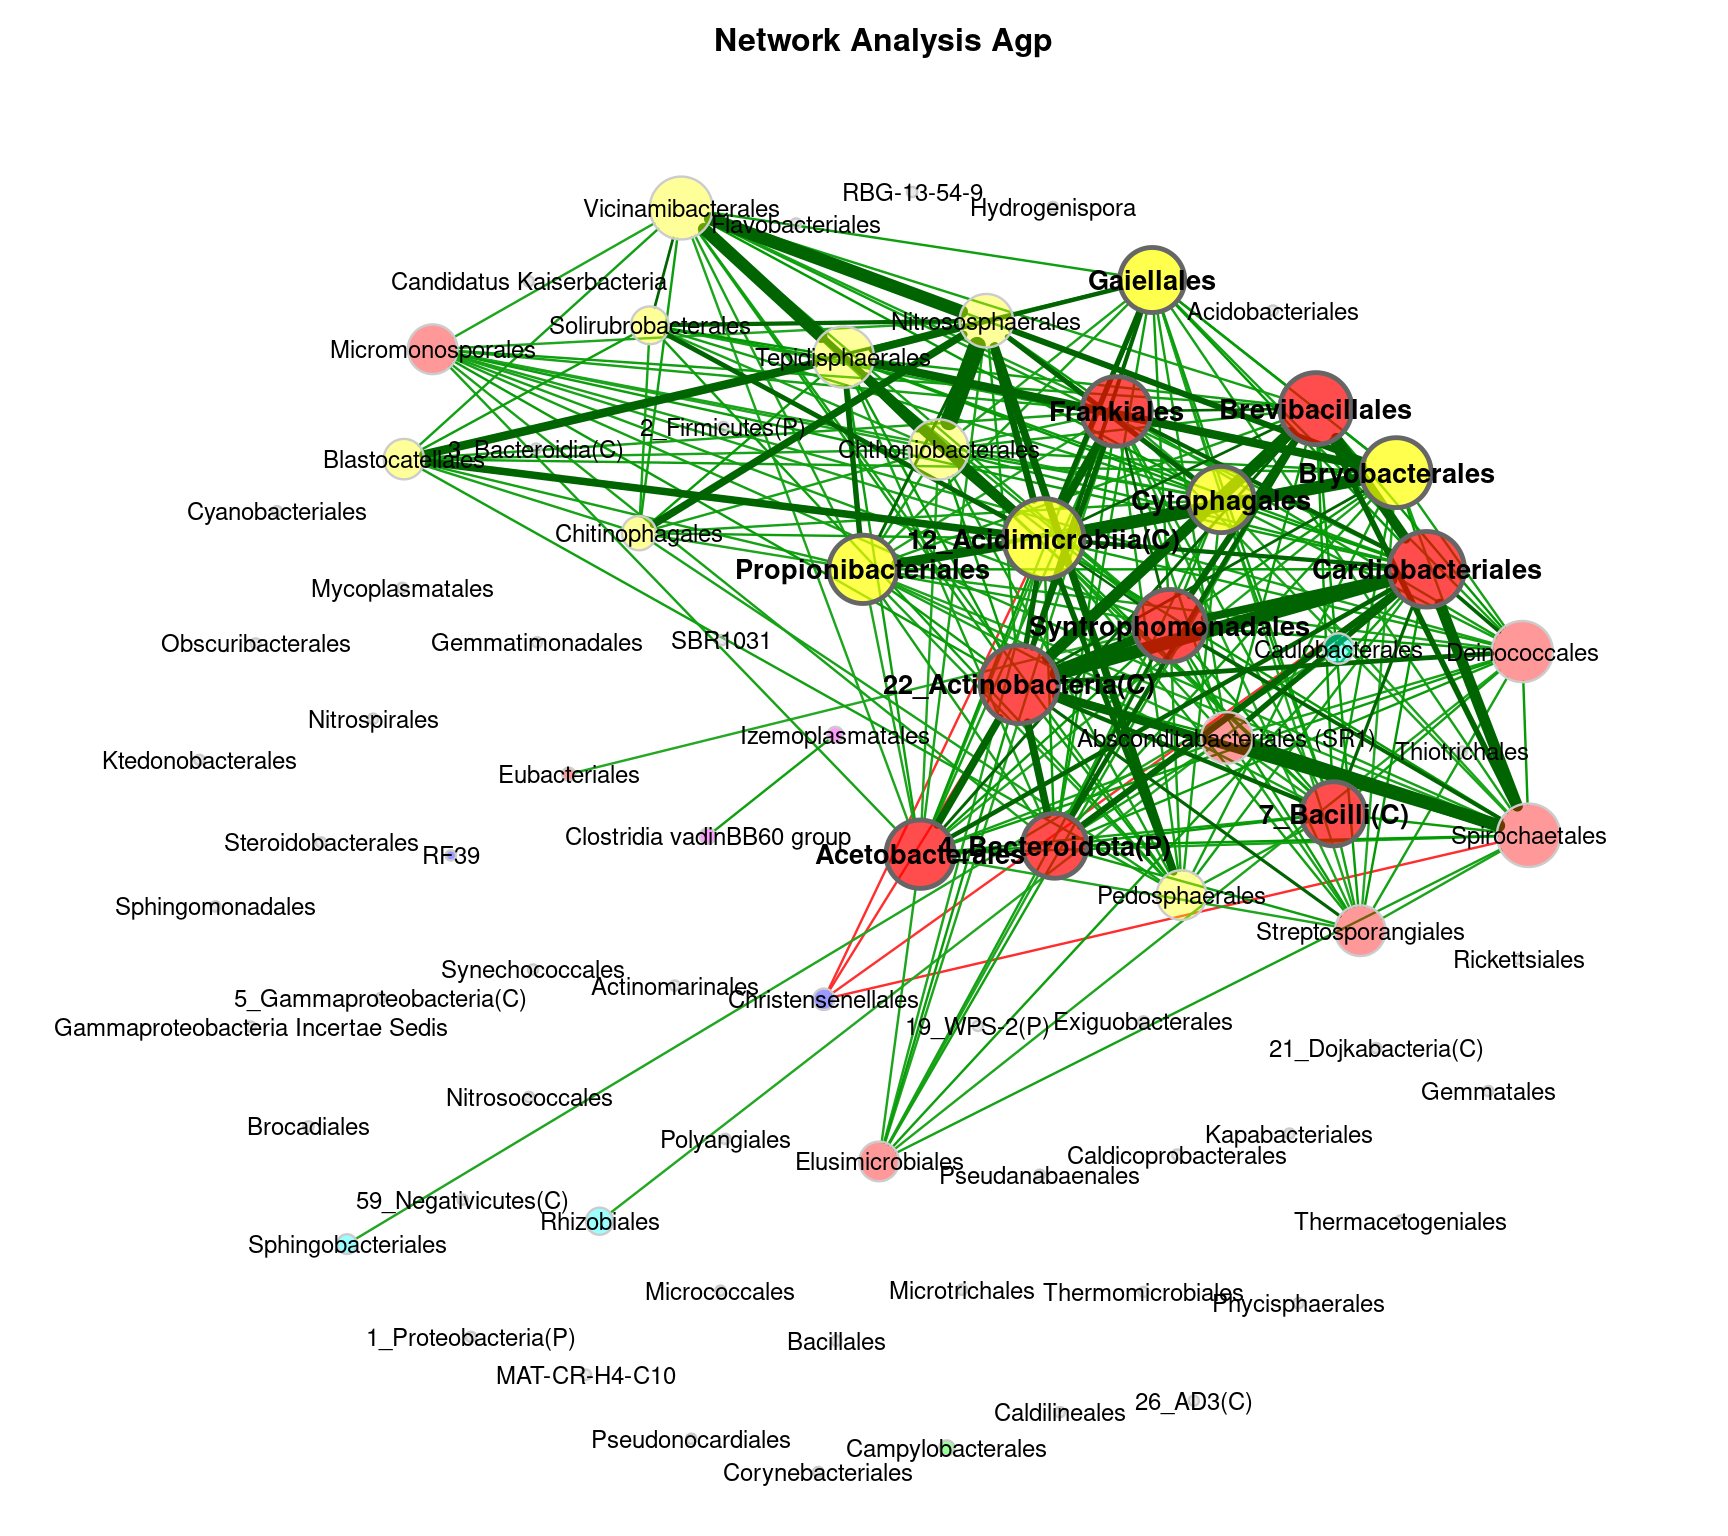 Network Analysis Agp
RBG-13-54-9
Vicinamibacterales
Hydrogenispora
Flavobacteriales
Candidatus Kaiserbacteria
Gaiellales
Acidobacteriales
Solirubrobacterales
Nitrososphaerales
Micromonosporales
Tepidisphaerales
Frankiales
Brevibacillales
2_Firmicutes(P)
3_Bacteroidia(C)
Chthoniobacterales
Blastocatellales
Bryobacterales
Cytophagales
Cyanobacteriales
Chitinophagales
12_Acidimicrobiia(C)
Propionibacteriales
Cardiobacteriales
Mycoplasmatales
Syntrophomonadales
Obscuribacterales
Gemmatimonadales
SBR1031
Caulobacterales
Deinococcales
22_Actinobacteria(C)
Nitrospirales
Izemoplasmatales
Absconditabacteriales (SR1)
Thiotrichales
Ktedonobacterales
Eubacteriales
7_Bacilli(C)
Clostridia vadinBB60 group
Spirochaetales
Steroidobacterales
RF39
Acetobacterales
4_Bacteroidota(P)
Pedosphaerales
Sphingomonadales
Streptosporangiales
Rickettsiales
Synechococcales
Actinomarinales
5_Gammaproteobacteria(C)
Christensenellales
Gammaproteobacteria Incertae Sedis
19_WPS-2(P)
Exiguobacterales
21_Dojkabacteria(C)
Gemmatales
Nitrosococcales
Brocadiales
Polyangiales
Kapabacteriales
Caldicoprobacterales
Elusimicrobiales
Pseudanabaenales
59_Negativicutes(C)
Rhizobiales
Thermacetogeniales
Sphingobacteriales
Micrococcales
Microtrichales
Thermomicrobiales
Phycisphaerales
1_Proteobacteria(P)
Bacillales
MAT-CR-H4-C10
26_AD3(C)
Caldilineales
Pseudonocardiales
Campylobacterales
Corynebacteriales